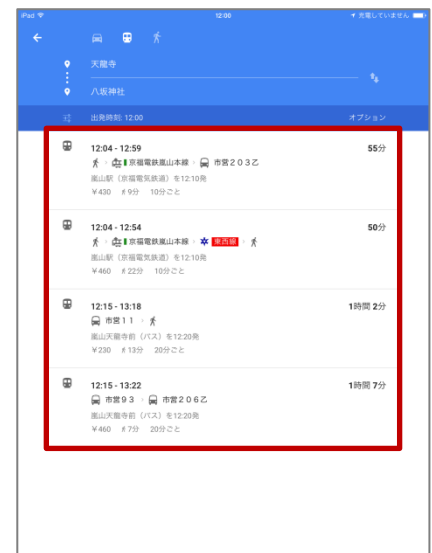 iPad 12:00 充電していません
天龍寺
八坂神社
出発時刻: 12:00 オプション
12:04 - 12:59 55分
京福電鉄嵐山本線 市営203乙
嵐山駅（京福電気鉄道）を12:10発
￥430 9分 10分ごと
12:04 - 12:54 50分
京福電鉄嵐山本線 東西線
嵐山駅（京福電気鉄道）を12:10発
￥460 22分 10分ごと
12:15 - 13:18 1時間 2分
市営11
嵐山天龍寺前（バス）を12:20発
￥230 13分 20分ごと
12:15 - 13:22 1時間 7分
市営93 市営206乙
嵐山天龍寺前（バス）を12:20発
￥460 7分 20分ごと